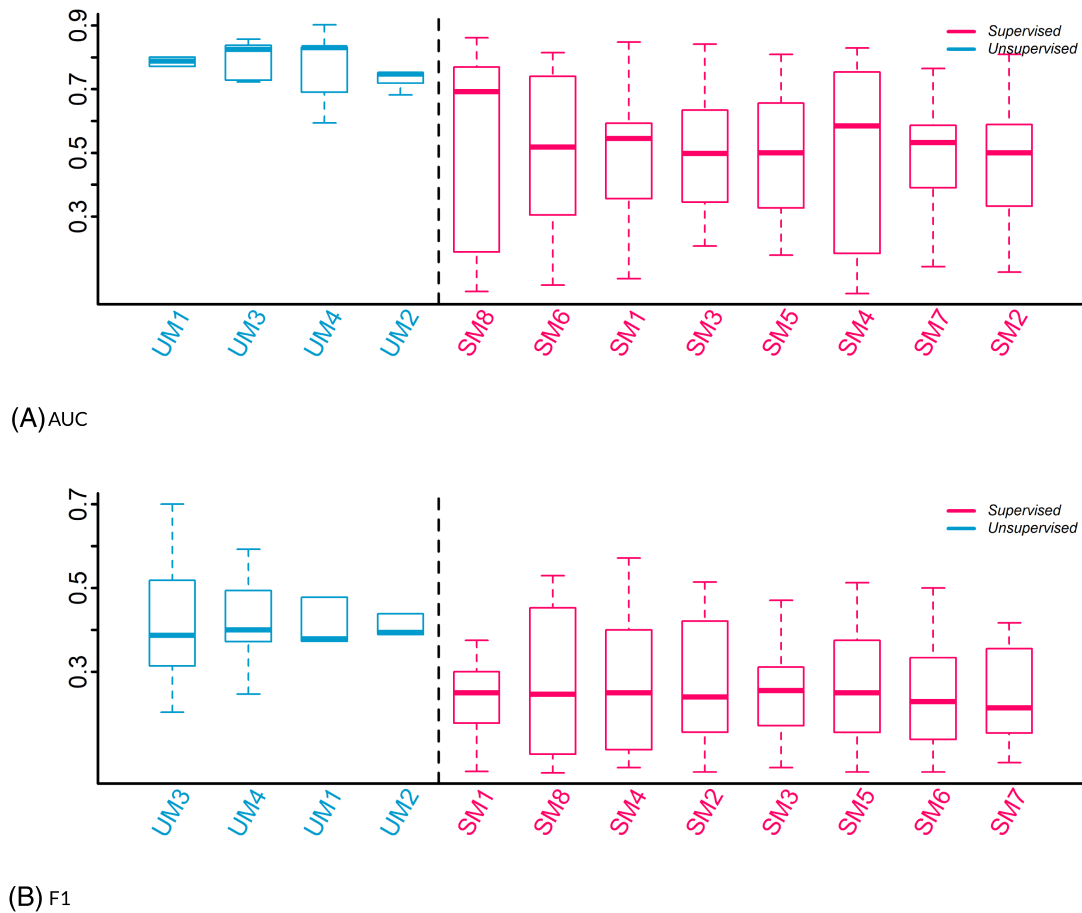 0.9
0.7
0.5
0.3
Supervised
Unsupervised
UM1 UM3 UM4 UM2 SM8 SM6 SM1 SM3 SM5 SM4 SM7 SM2
(A) AUC
0.7
0.5
0.3
Supervised
Unsupervised
UM3 UM4 UM1 UM2 SM1 SM8 SM4 SM2 SM3 SM5 SM6 SM7
(B) F1